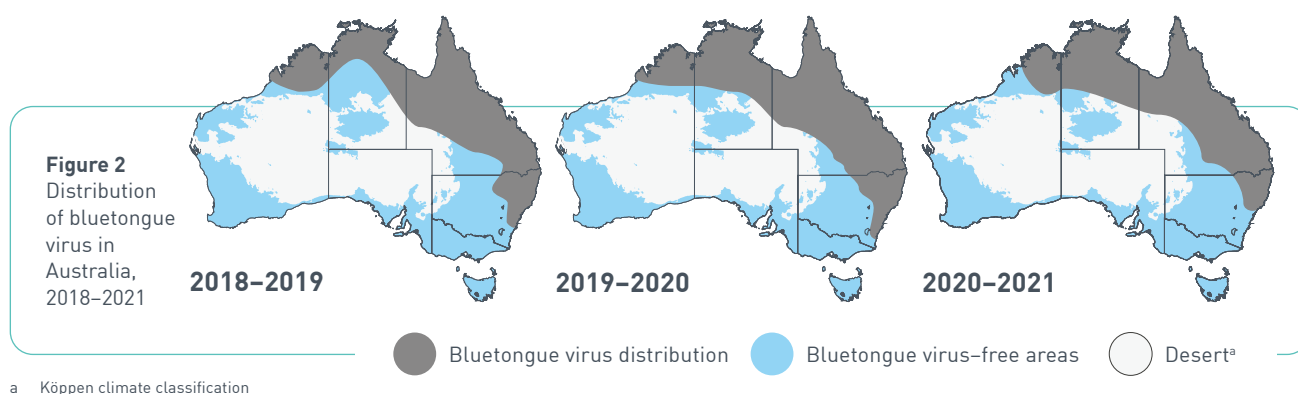 Figure 2
Distribution
of bluetongue
virus in
Australia,
2018–2021
2018–2019
2019–2020
2020–2021
Bluetongue virus distribution
Bluetongue virus–free areas
Desertᵃ
a Köppen climate classification